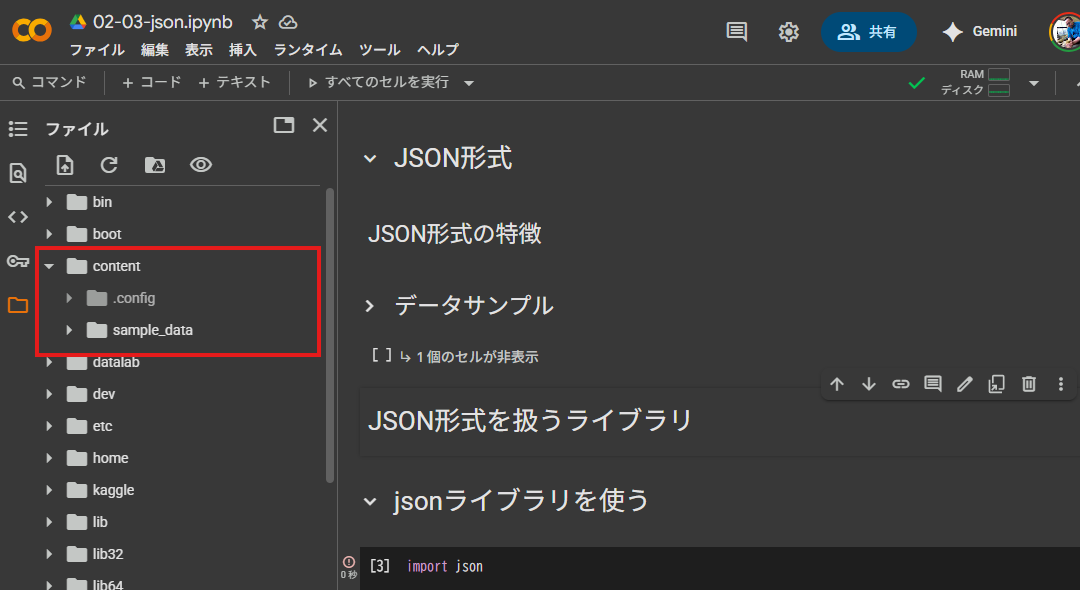 02-03-json.ipynb
ファイル 編集 表示 挿入 ランタイム ツール ヘルプ
共有
Gemini
コマンド + コード + テキスト すべてのセルを実行
RAM
ディスク
ファイル
bin
boot
content
.config
sample_data
datalab
dev
etc
home
kaggle
lib
lib32
lib64
JSON形式
JSON形式の特徴
データサンプル
[ ] ↳ 1 個のセルが非表示
JSON形式を扱うライブラリ
jsonライブラリを使う
0 秒
[3] import json